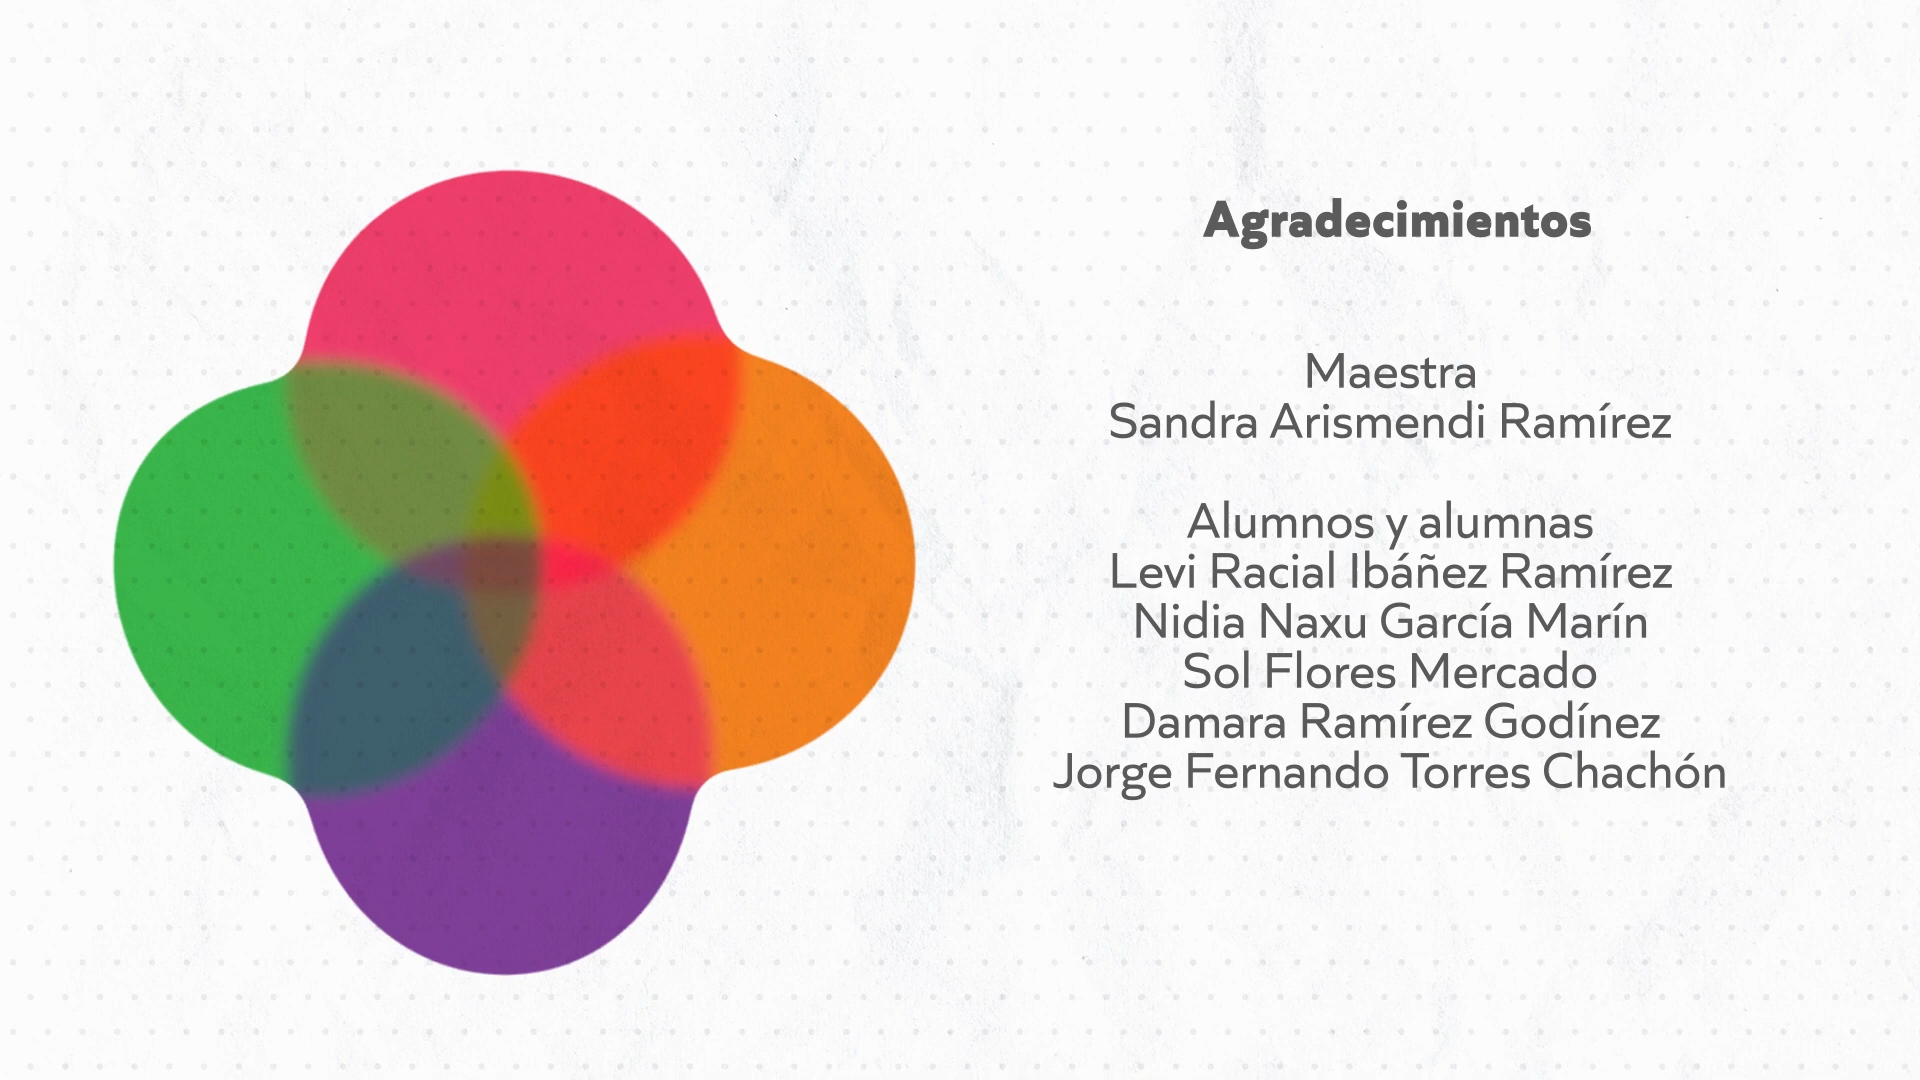 Agradecimientos
Maestra
Sandra Arismendi Ramírez
Alumnos y alumnas
Levi Racial Ibáñez Ramírez
Nidia Naxu García Marín
Sol Flores Mercado
Damara Ramírez Godínez
Jorge Fernando Torres Chachón